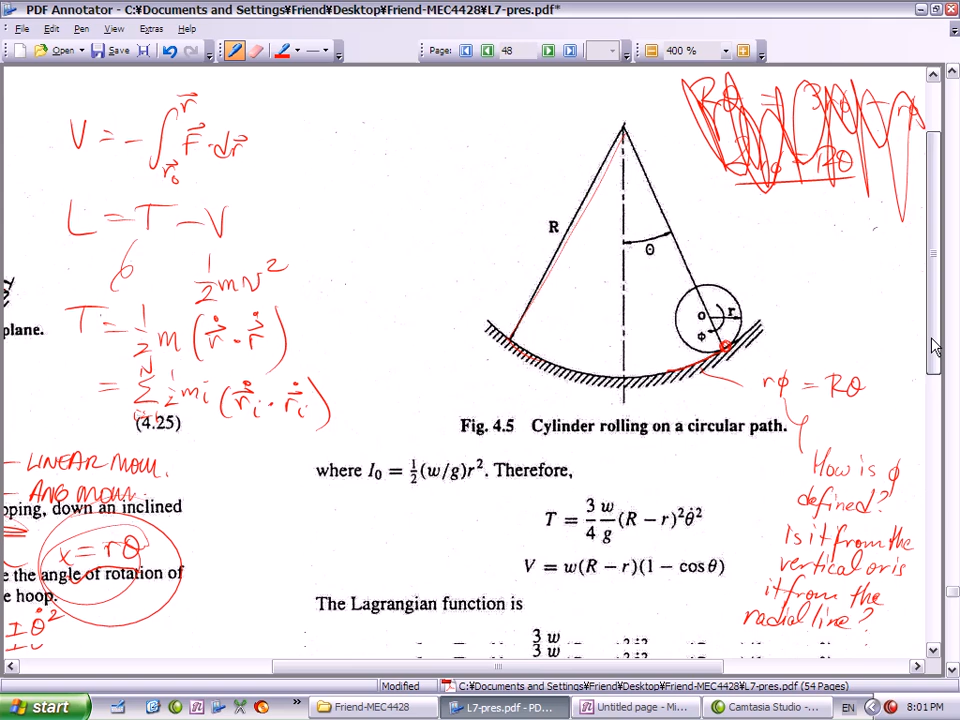 PDF Annotator - C:¥Documents and Settings¥Friend¥Desktop¥Friend-MEC4428¥L7-pres.pdf*
File Edit Pen View Extras Help
Open Save Page: 48 400 %
V = - ∫ r⃗0 r⃗ F⃗ · dr⃗
L = T - V
1/2 mv²
T = 1/2 m (ṙ⃗ · ṙ⃗)
= Σ 1/2 mi (ṙ⃗i · ṙ⃗i)
plane.
(4.25)
- LINEAR MOM.
- ANG MOM.
pping, down an inclined
x = rθ
e the angle of rotation of
e hoop.
I θ̇²
R
Θ
o r
Φ
rϕ = Rθ
Fig. 4.5 Cylinder rolling on a circular path.
How is ϕ
defined?
Is it from the
vertical or is
it from the
radial line?
where I₀ = ½(w/g)r². Therefore,
T = 3/4 w/g (R − r)²θ̇²
V = w(R − r)(1 − cosθ)
The Lagrangian function is
3 w
3 w
Modified C:¥Documents and Settings¥Friend¥Desktop¥Friend-MEC4428¥L7-pres.pdf (54 Pages)
start Friend-MEC4428 L7-pres.pdf - PD... Untitled page - Mi... Camtasia Studio -... EN 8:01 PM